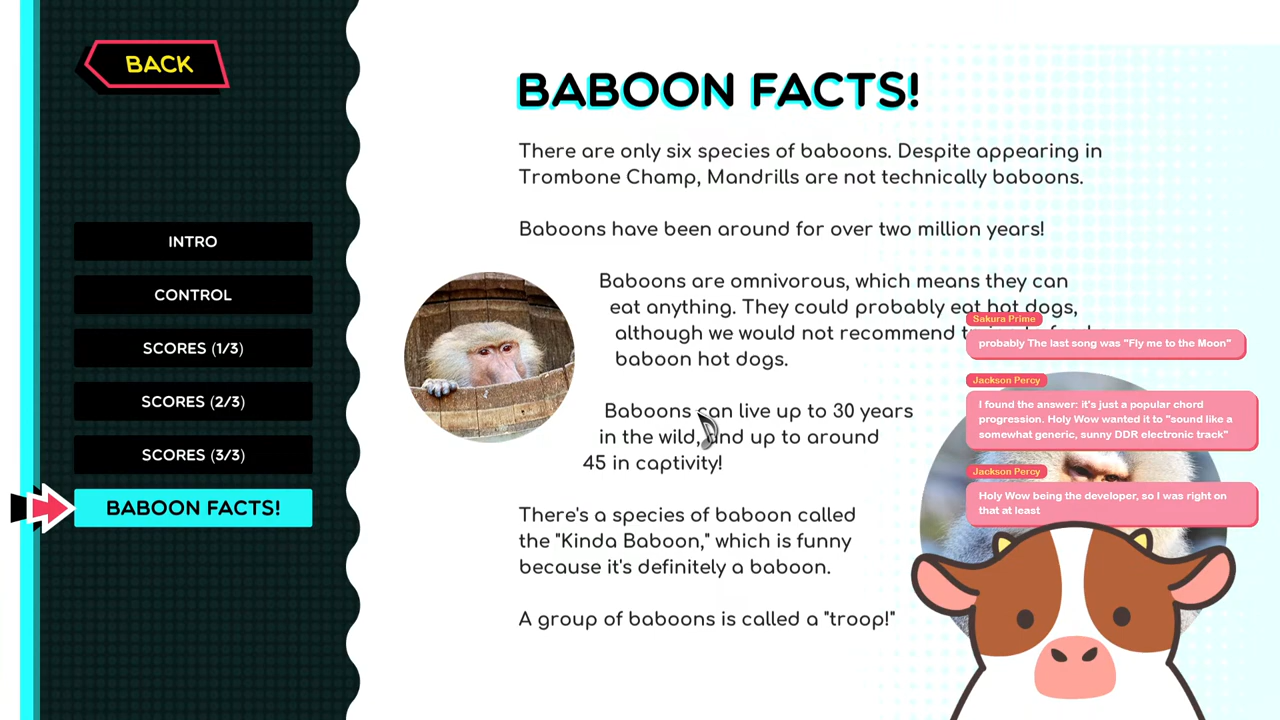 BACK
INTRO
CONTROL
SCORES (1/3)
SCORES (2/3)
SCORES (3/3)
BABOON FACTS!
BABOON FACTS!
There are only six species of baboons. Despite appearing in
Trombone Champ, Mandrills are not technically baboons.
Baboons have been around for over two million years!
Baboons are omnivorous, which means they can
eat anything. They could probably eat hot dogs,
although we would not recommend
baboon hot dogs.
Baboons can live up to 30 years
in the wild, and up to around
45 in captivity!
There's a species of baboon called
the "Kinda Baboon," which is funny
because it's definitely a baboon.
A group of baboons is called a "troop!"
Sakura Prime
probably The last song was "Fly me to the Moon"
Jackson Percy
I found the answer: it's just a popular chord
progression. Holy Wow wanted it to "sound like a
somewhat generic, sunny DDR electronic track"
Jackson Percy
Holy Wow being the developer, so I was right on
that at least